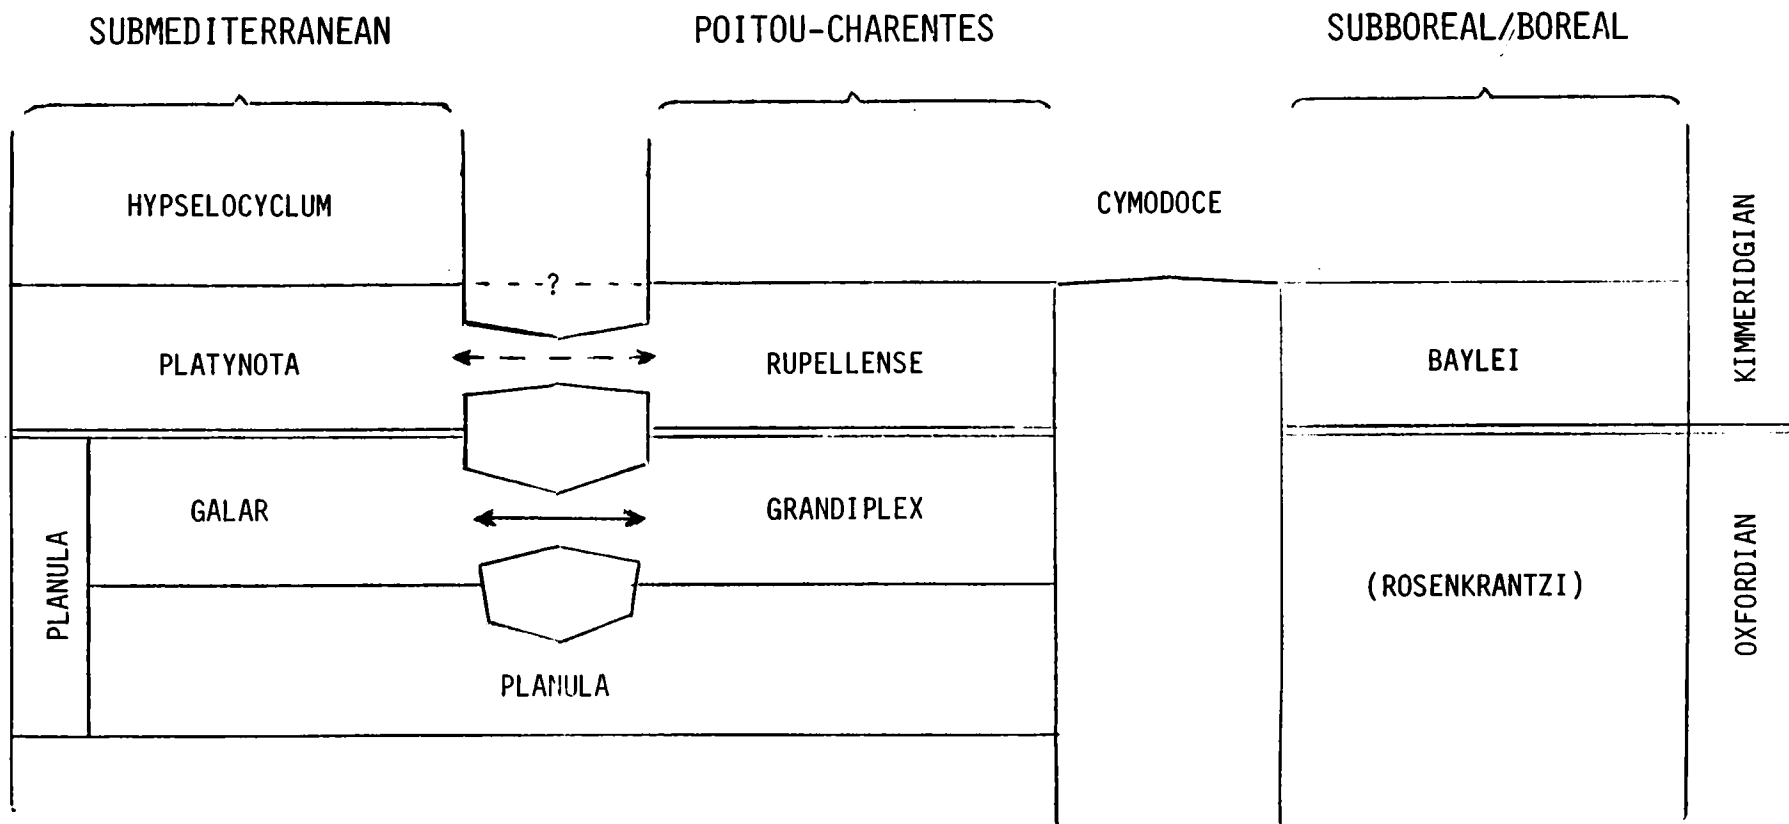 SUBMEDITERRANEAN POITOU-CHARENTES SUBBOREAL/BOREAL
HYPSELOCYCLUM CYMODOCE
?
PLATYNOTA RUPELLENSE BAYLEI
KIMMERIDGIAN
GALAR GRANDIPLEX
PLANULA
(ROSENKRANTZI)
OXFORDIAN
PLANULA